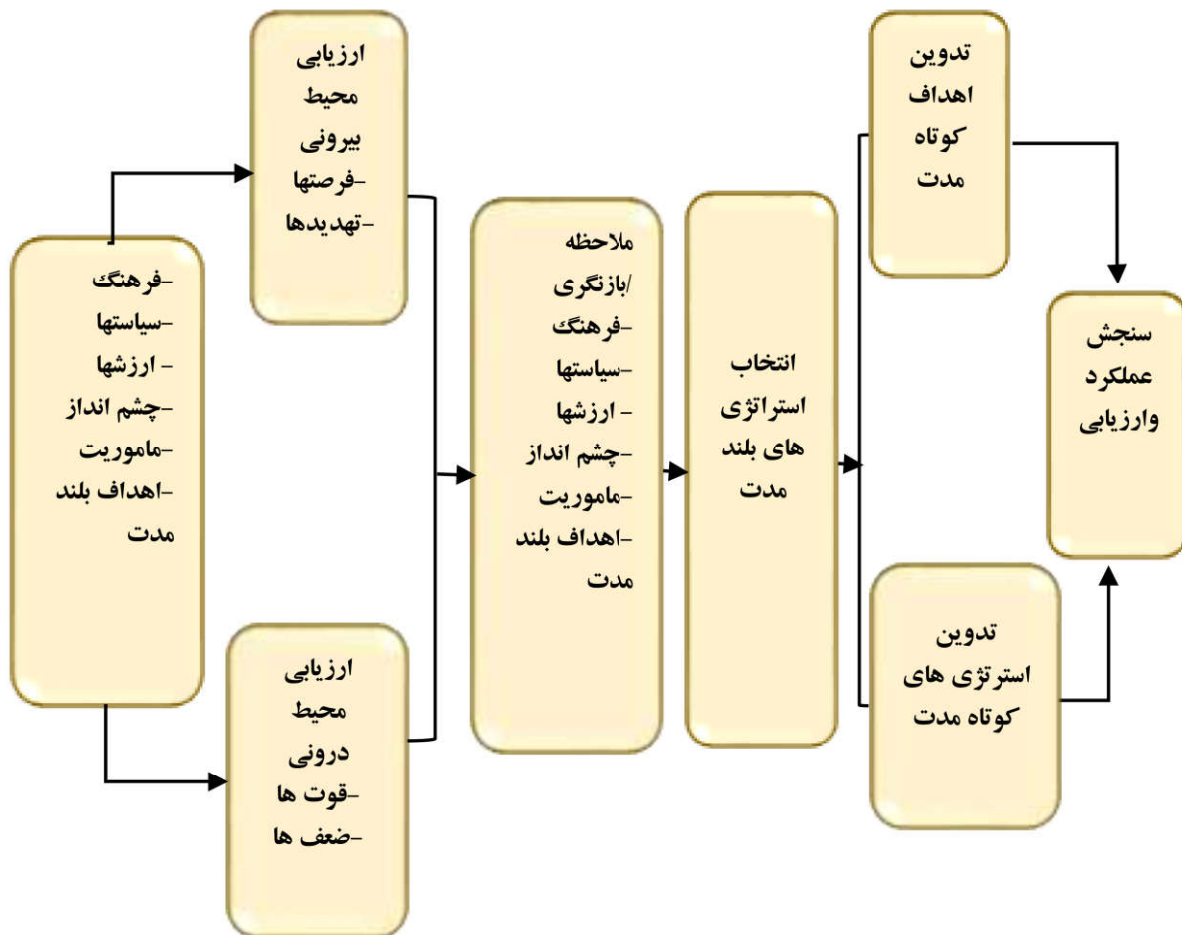 -فرهنگ
-سیاستها
- ارزشها
-چشم انداز
-ماموریت
-اهداف بلند
مدت
ارزیابی
محیط
بیرونی
-فرصتها
-تهدیدها
ارزیابی
محیط
درونی
-قوت ها
-ضعف ها
ملاحظه
/بازنگری
-فرهنگ
-سیاستها
- ارزشها
-چشم انداز
-ماموریت
-اهداف بلند
مدت
انتخاب
استراتژی
های بلند
مدت
تدوین
اهداف
کوتاه
مدت
تدوین
استرتژی های
کوتاه مدت
سنجش
عملکرد
وارزیابی